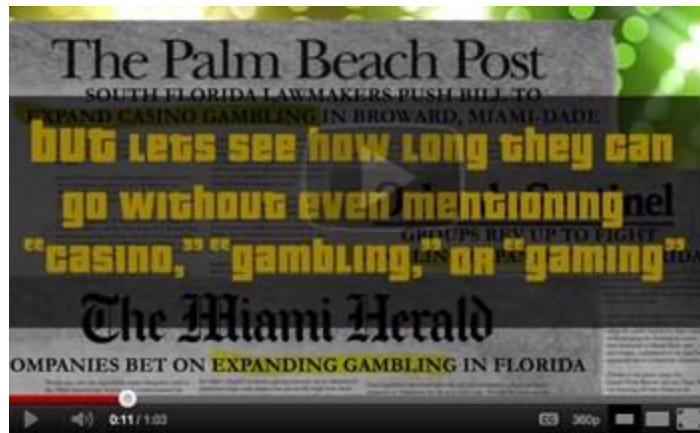 The Palm Beach Post
SOUTH FLORIDA LAWMAKERS PUSH BILL TO
EXPAND CASINO GAMBLING IN BROWARD, MIAMI-DADE
but lets see how long they can
go without even mentioning
"casino," "gambling," or "gaming"
Sentinel
GROUPS REV UP TO FIGHT
The Miami Herald
OMPANIES BET ON EXPANDING GAMBLING IN FLORIDA
0:11 / 1:03
CC 360p